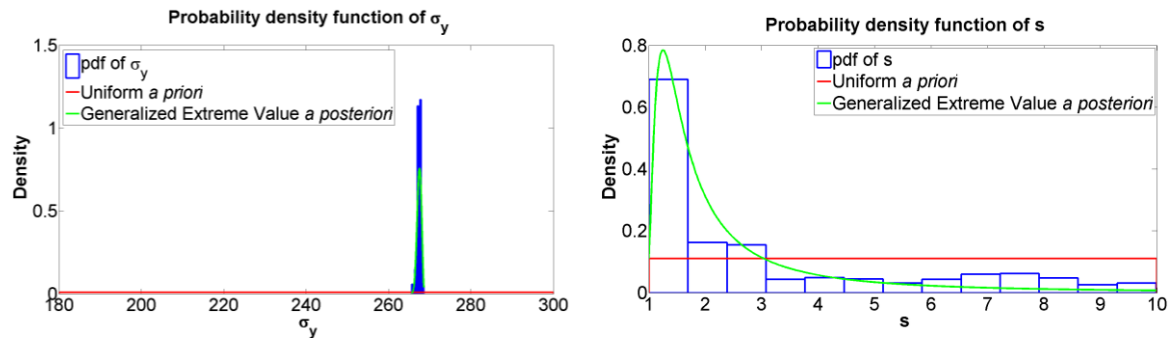 Probability density function of σy
1.5
1
0.5
0
Density
pdf of σy
Uniform a priori
Generalized Extreme Value a posteriori
180 200 220 240 260 280 300
σy
Probability density function of s
0.8
0.6
0.4
0.2
0
Density
pdf of s
Uniform a priori
Generalized Extreme Value a posteriori
1 2 3 4 5 6 7 8 9 10
s